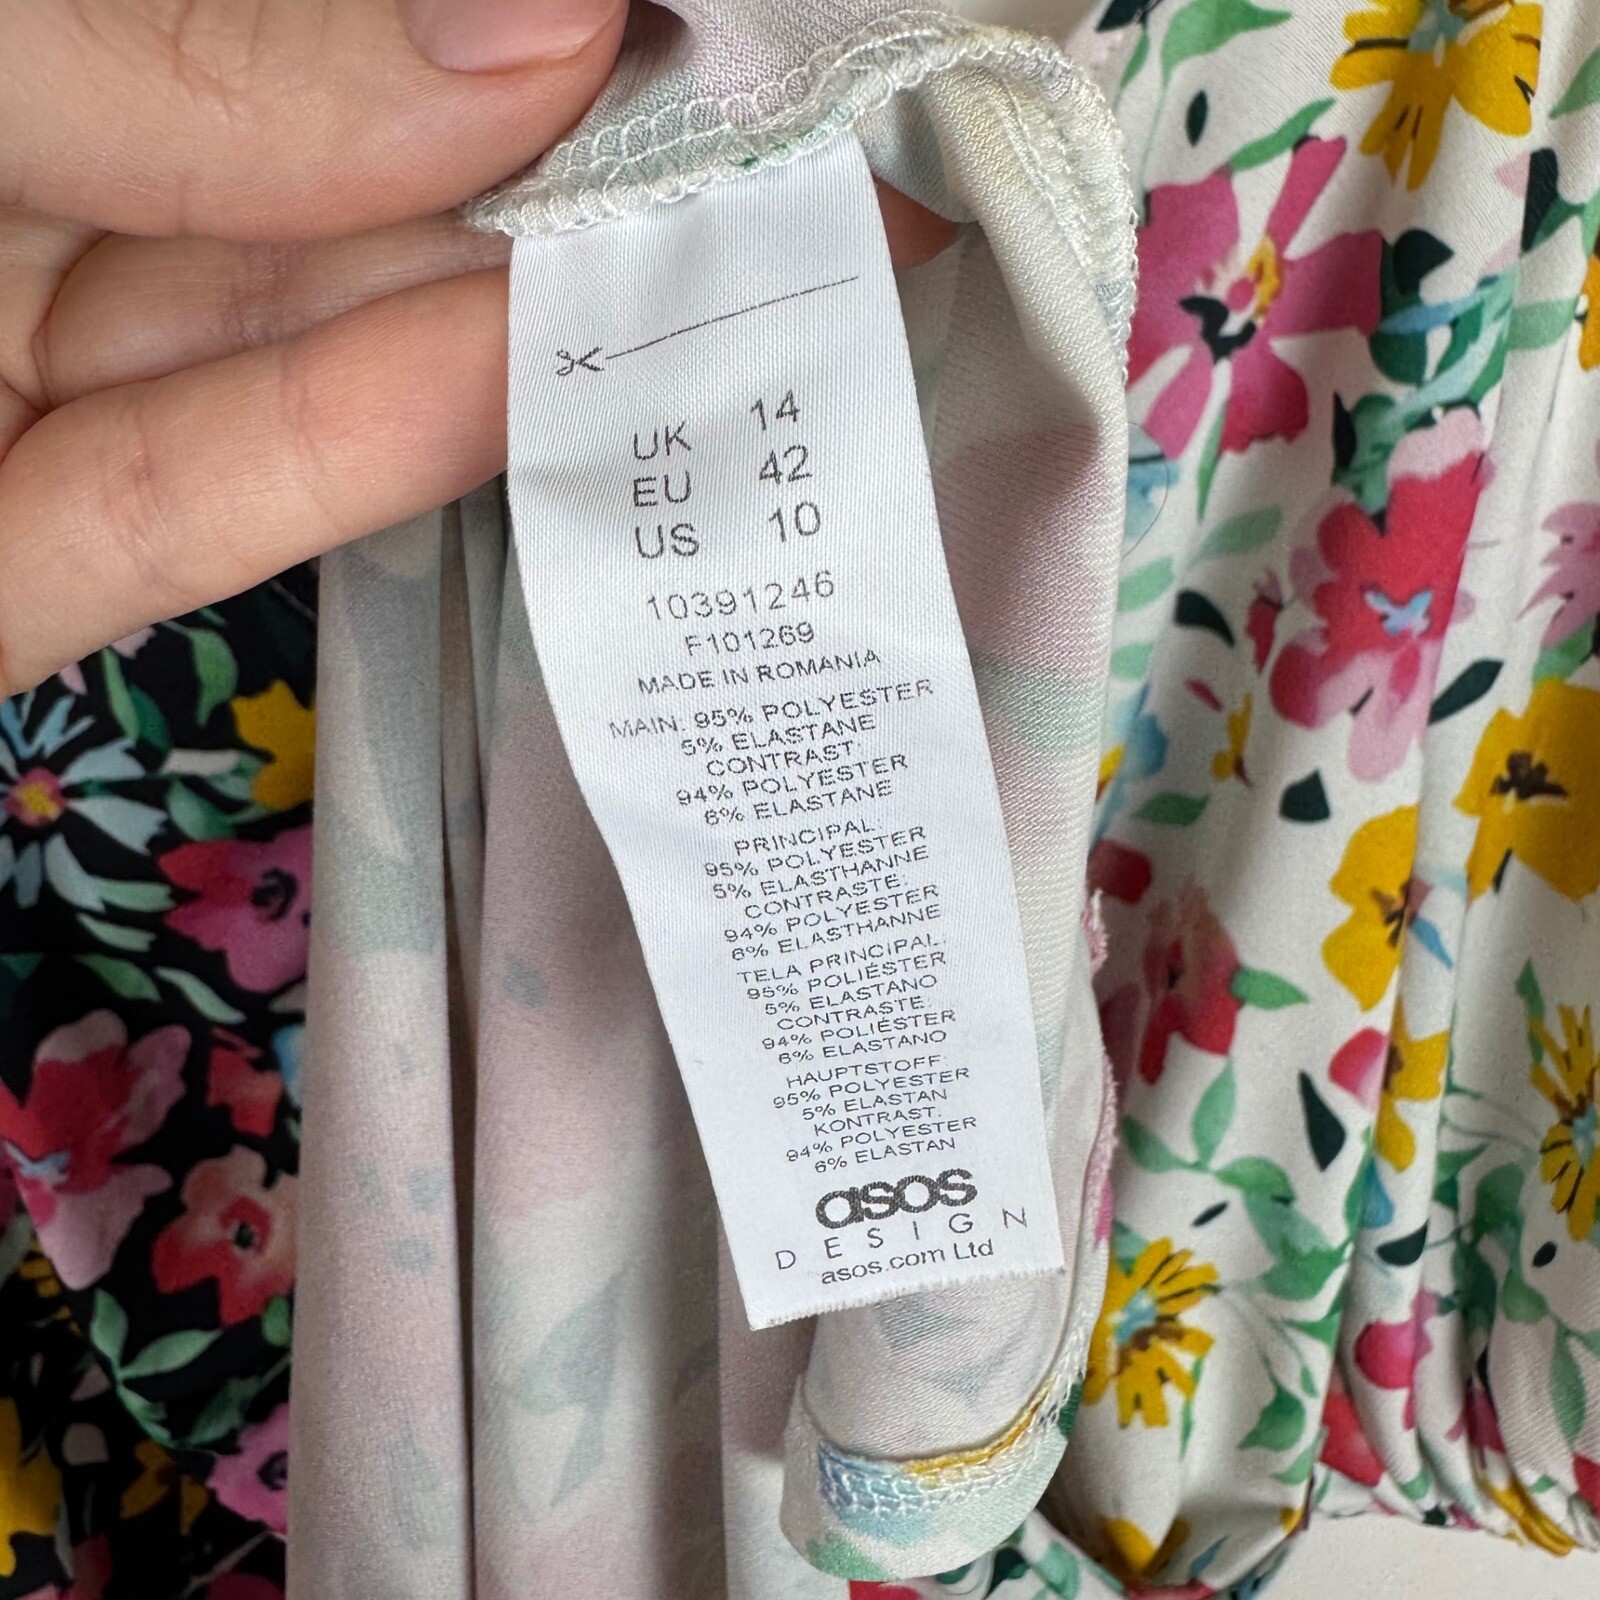 UK 14
EU 42
US 10
10391246
F101269
MADE IN ROMANIA
MAIN: 95% POLYESTER
5% ELASTANE
CONTRAST:
94% POLYESTER
6% ELASTANE
PRINCIPAL:
95% POLYESTER
5% ELASTHANNE
CONTRASTE:
94% POLYESTER
6% ELASTHANNE
TELA PRINCIPAL:
95% POLIÉSTER
5% ELASTANO
CONTRASTE:
94% POLIÉSTER
6% ELASTANO
HAUPTSTOFF:
95% POLYESTER
5% ELASTAN
KONTRAST:
94% POLYESTER
6% ELASTAN
asos
DESIGN
asos.com Ltd